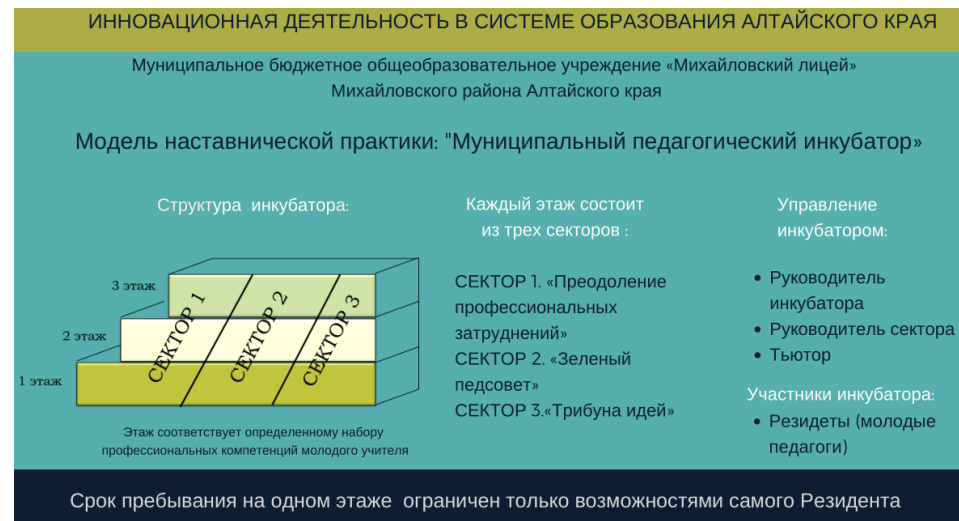 ИННОВАЦИОННАЯ ДЕЯТЕЛЬНОСТЬ В СИСТЕМЕ ОБРАЗОВАНИЯ АЛТАЙСКОГО КРАЯ
Муниципальное бюджетное общеобразовательное учреждение «Михайловский лицей»
Михайловского района Алтайского края
Модель наставнической практики: "Муниципальный педагогический инкубатор»
Структура инкубатора:
3 этаж
2 этаж
1 этаж
СЕКТОР 1
СЕКТОР 2
СЕКТОР 3
Этаж соответствует определенному набору
профессиональных компетенций молодого учителя
Каждый этаж состоит
из трех секторов :
СЕКТОР 1. «Преодоление
профессиональных
затруднений»
СЕКТОР 2. «Зеленый
педсовет»
СЕКТОР 3.«Трибуна идей»
Управление
инкубатором:
• Руководитель
инкубатора
• Руководитель сектора
• Тьютор
Участники инкубатора:
• Резидеты (молодые
педагоги)
Срок пребывания на одном этаже ограничен только возможностями самого Резидента